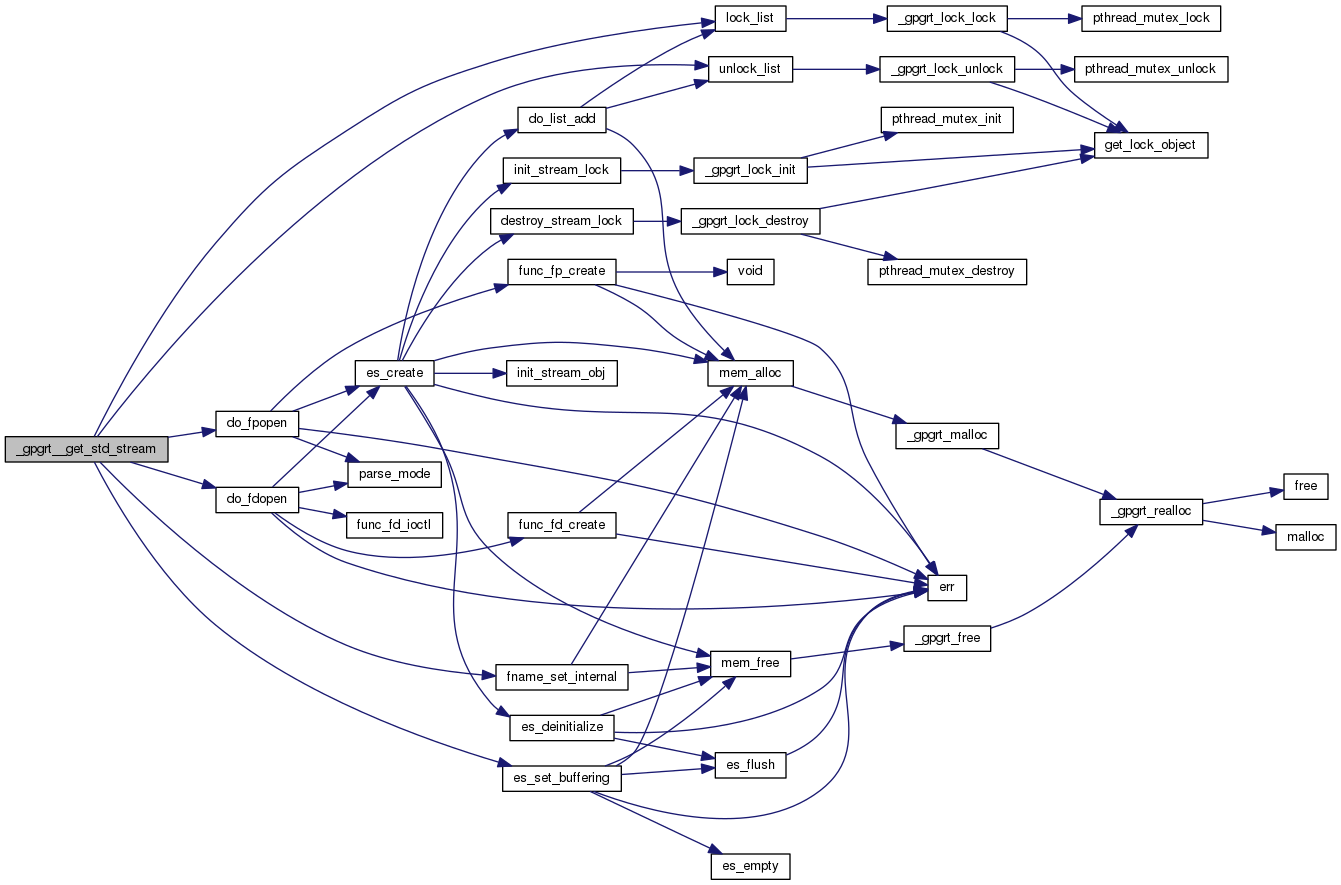 lock_list
_gpgrt_lock_lock
pthread_mutex_lock
unlock_list
_gpgrt_lock_unlock
pthread_mutex_unlock
do_list_add
pthread_mutex_init
get_lock_object
init_stream_lock
_gpgrt_lock_init
destroy_stream_lock
_gpgrt_lock_destroy
func_fp_create
void
pthread_mutex_destroy
es_create
init_stream_obj
mem_alloc
do_fpopen
_gpgrt_malloc
_gpgrt__get_std_stream
parse_mode
do_fdopen
free
_gpgrt_realloc
func_fd_ioctl
func_fd_create
malloc
err
_gpgrt_free
fname_set_internal
mem_free
es_deinitialize
es_flush
es_set_buffering
es_empty